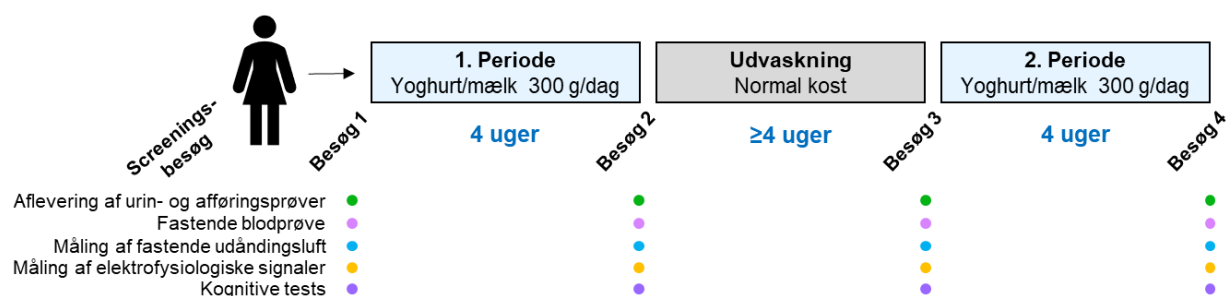 Screenings-
besøg
Besøg 1
1. Periode
Yoghurt/mælk 300 g/dag
4 uger
Besøg 2
Udvaskning
Normal kost
≥4 uger
Besøg 3
2. Periode
Yoghurt/mælk 300 g/dag
4 uger
Besøg 4
Aflevering af urin- og afføringsprøver
Fastende blodprøve
Måling af fastende udåndingsluft
Måling af elektrofysiologiske signaler
Kognitive tests